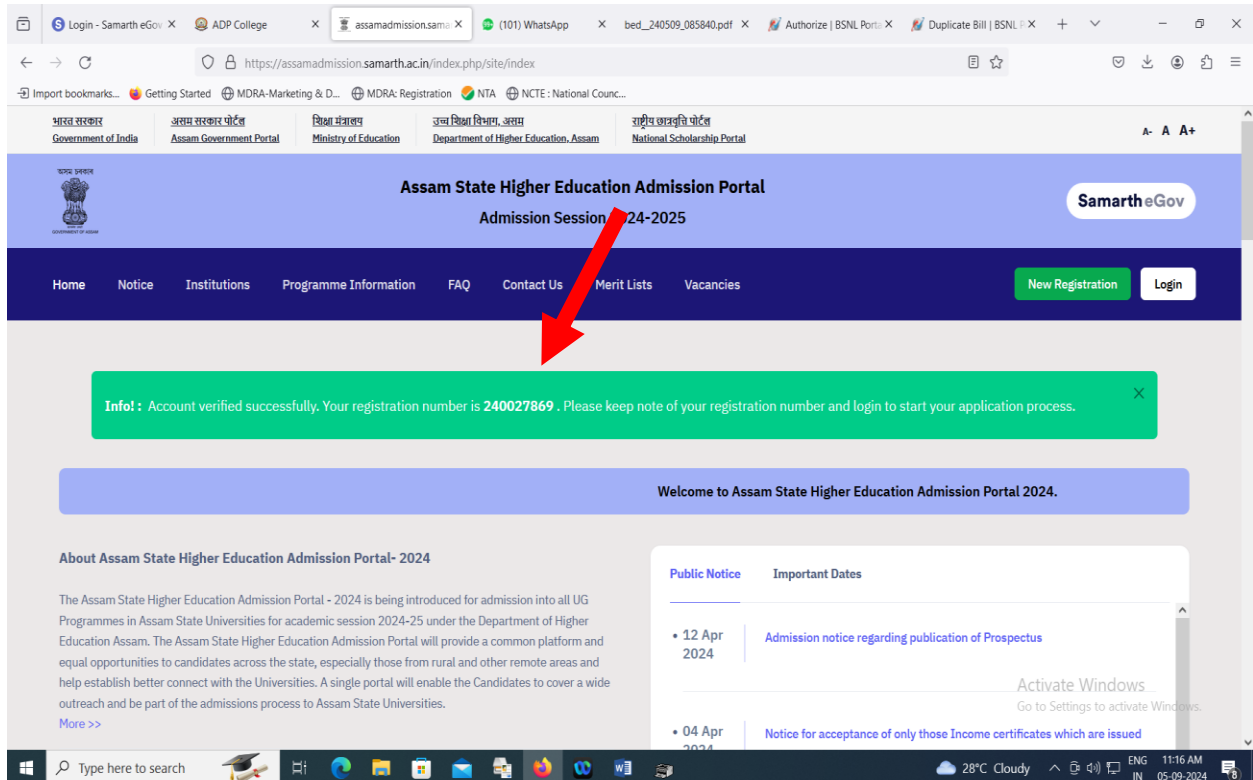 Login - Samarth eGov
ADP College
assamadmission.sama
(101) WhatsApp
bed__240509_085840.pdf
Authorize | BSNL Porta
Duplicate Bill | BSNL
https://assamadmission.samarth.ac.in/index.php/site/index
Import bookmarks... Getting Started MDRA-Marketing & D... MDRA: Registration NTA NCTE : National Counc...
भारत सरकार असम सरकार पोर्टल शिक्षा मंत्रालय उच्च शिक्षा विभाग, असम राष्ट्रीय छात्रवृत्ति पोर्टल
Government of India Assam Government Portal Ministry of Education Department of Higher Education, Assam National Scholarship Portal
A- A A+
অসম চৰকাৰ
GOVERNMENT OF ASSAM
Assam State Higher Education Admission Portal
Admission Session 2024-2025
Samarth eGov
Home Notice Institutions Programme Information FAQ Contact Us Merit Lists Vacancies New Registration Login
Info! : Account verified successfully. Your registration number is 240027869 . Please keep note of your registration number and login to start your application process.
Welcome to Assam State Higher Education Admission Portal 2024.
About Assam State Higher Education Admission Portal- 2024
The Assam State Higher Education Admission Portal - 2024 is being introduced for admission into all UG
Programmes in Assam State Universities for academic session 2024-25 under the Department of Higher
Education Assam. The Assam State Higher Education Admission Portal will provide a common platform and
equal opportunities to candidates across the state, especially those from rural and other remote areas and
help establish better connect with the Universities. A single portal will enable the Candidates to cover a wide
outreach and be part of the admissions process to Assam State Universities.
More >>
Public Notice Important Dates
12 Apr
2024
Admission notice regarding publication of Prospectus
04 Apr
2024
Notice for acceptance of only those Income certificates which are issued
Activate Windows
Go to Settings to activate Windows.
Type here to search
28°C Cloudy
ENG
IN
11:16 AM
05-09-2024